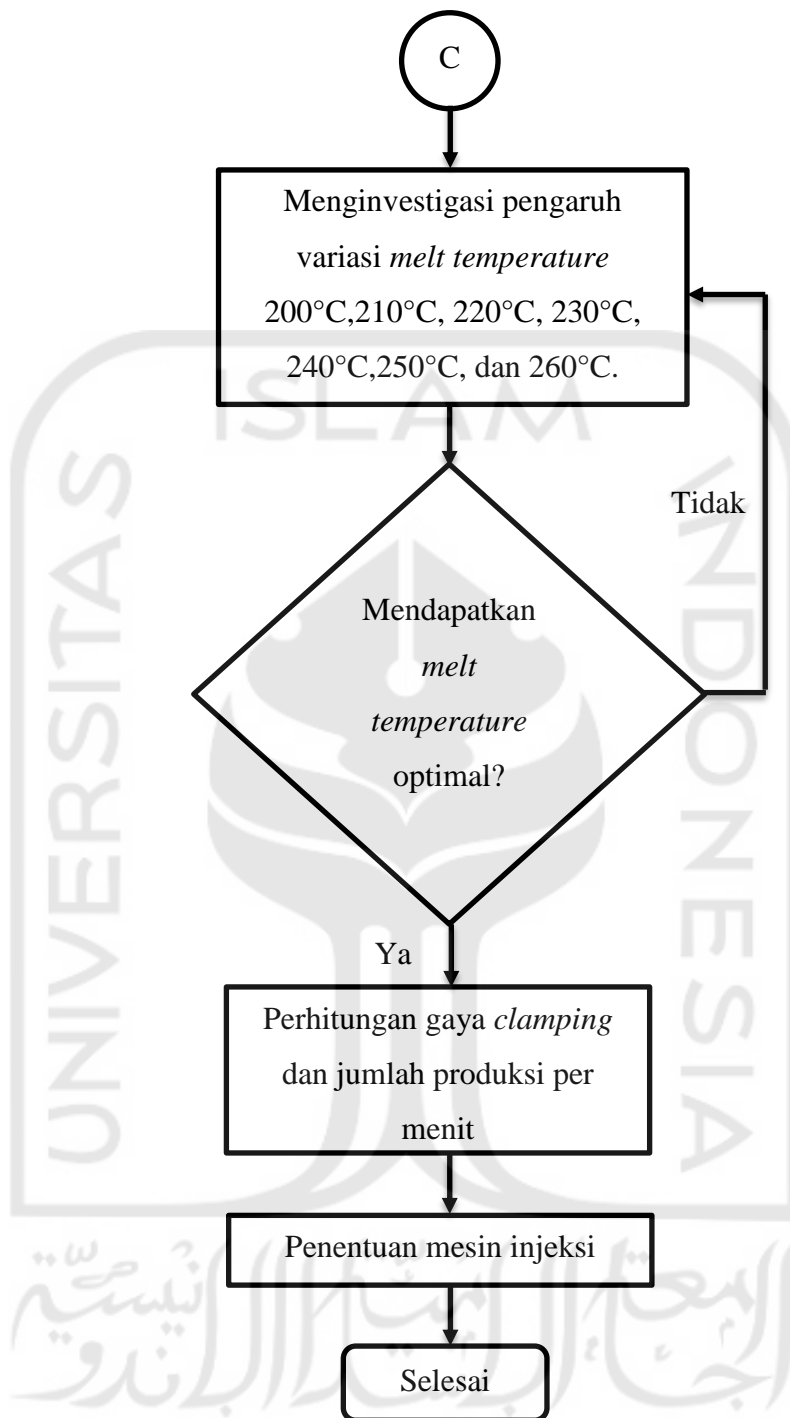 C
Menginvestigasi pengaruh
variasi melt temperature
200°C,210°C, 220°C, 230°C,
240°C,250°C, dan 260°C.
ISLAM
UNIVERSITAS
INDONESIA
Tidak
Mendapatkan
melt
temperature
optimal?
Ya
Perhitungan gaya clamping
dan jumlah produksi per
menit
Penentuan mesin injeksi
Selesai